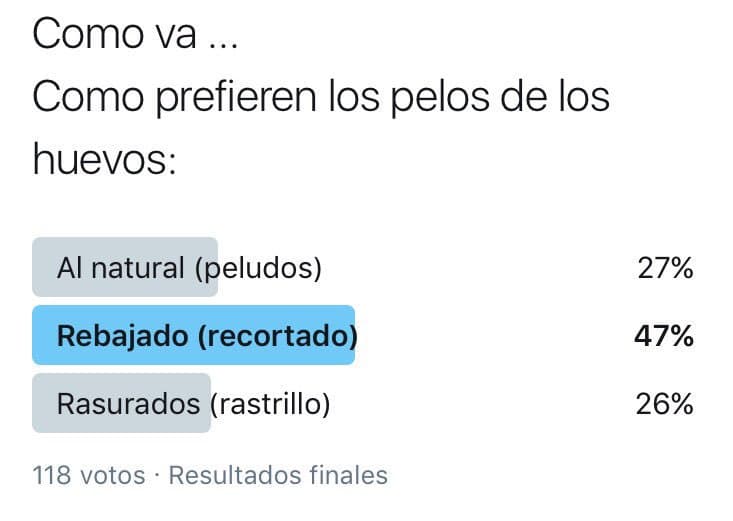 Como va ...
Como prefieren los pelos de los
huevos:
Al natural (peludos) 27%
Rebajado (recortado) 47%
Rasurados (rastrillo) 26%
118 votos · Resultados finales